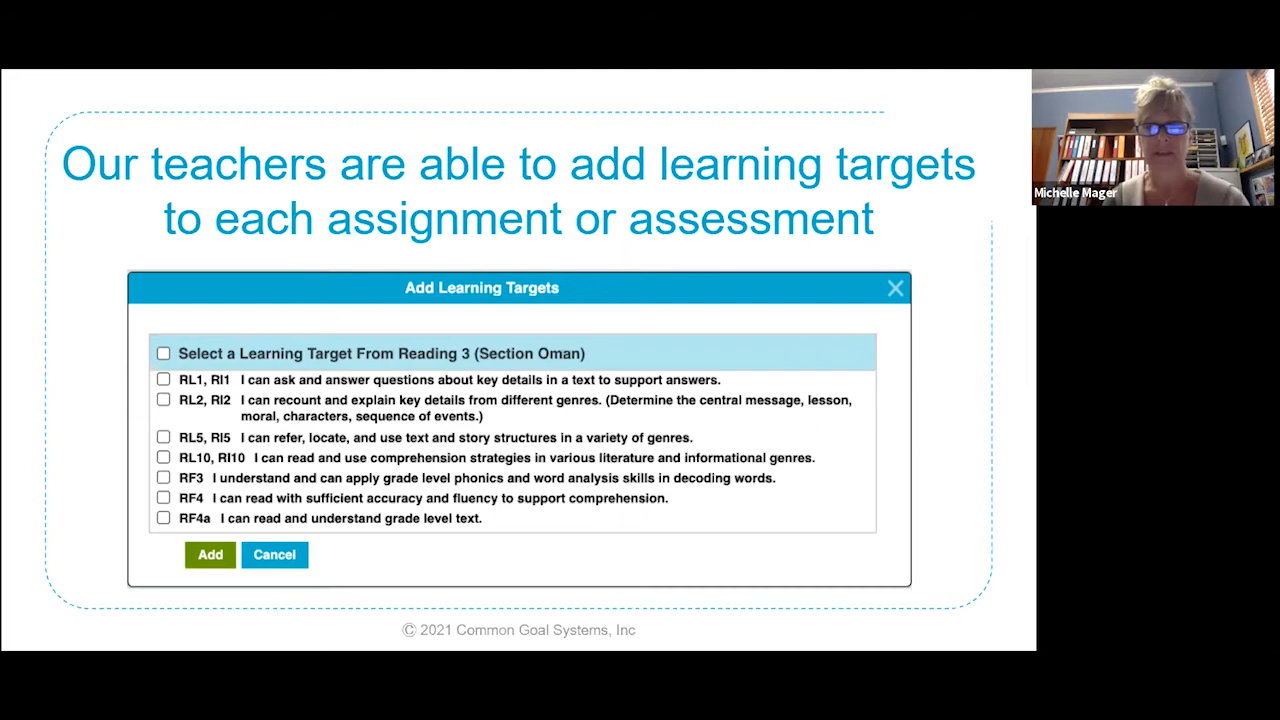 Our teachers are able to add learning targets
to each assignment or assessment
Michelle Mager
Add Learning Targets
Select a Learning Target From Reading 3 (Section Oman)
RL1, RI1 I can ask and answer questions about key details in a text to support answers.
RL2, RI2 I can recount and explain key details from different genres. (Determine the central message, lesson,
moral, characters, sequence of events.)
RL5, RI5 I can refer, locate, and use text and story structures in a variety of genres.
RL10, RI10 I can read and use comprehension strategies in various literature and informational genres.
RF3 I understand and can apply grade level phonics and word analysis skills in decoding words.
RF4 I can read with sufficient accuracy and fluency to support comprehension.
RF4a I can read and understand grade level text.
Add Cancel
© 2021 Common Goal Systems, Inc